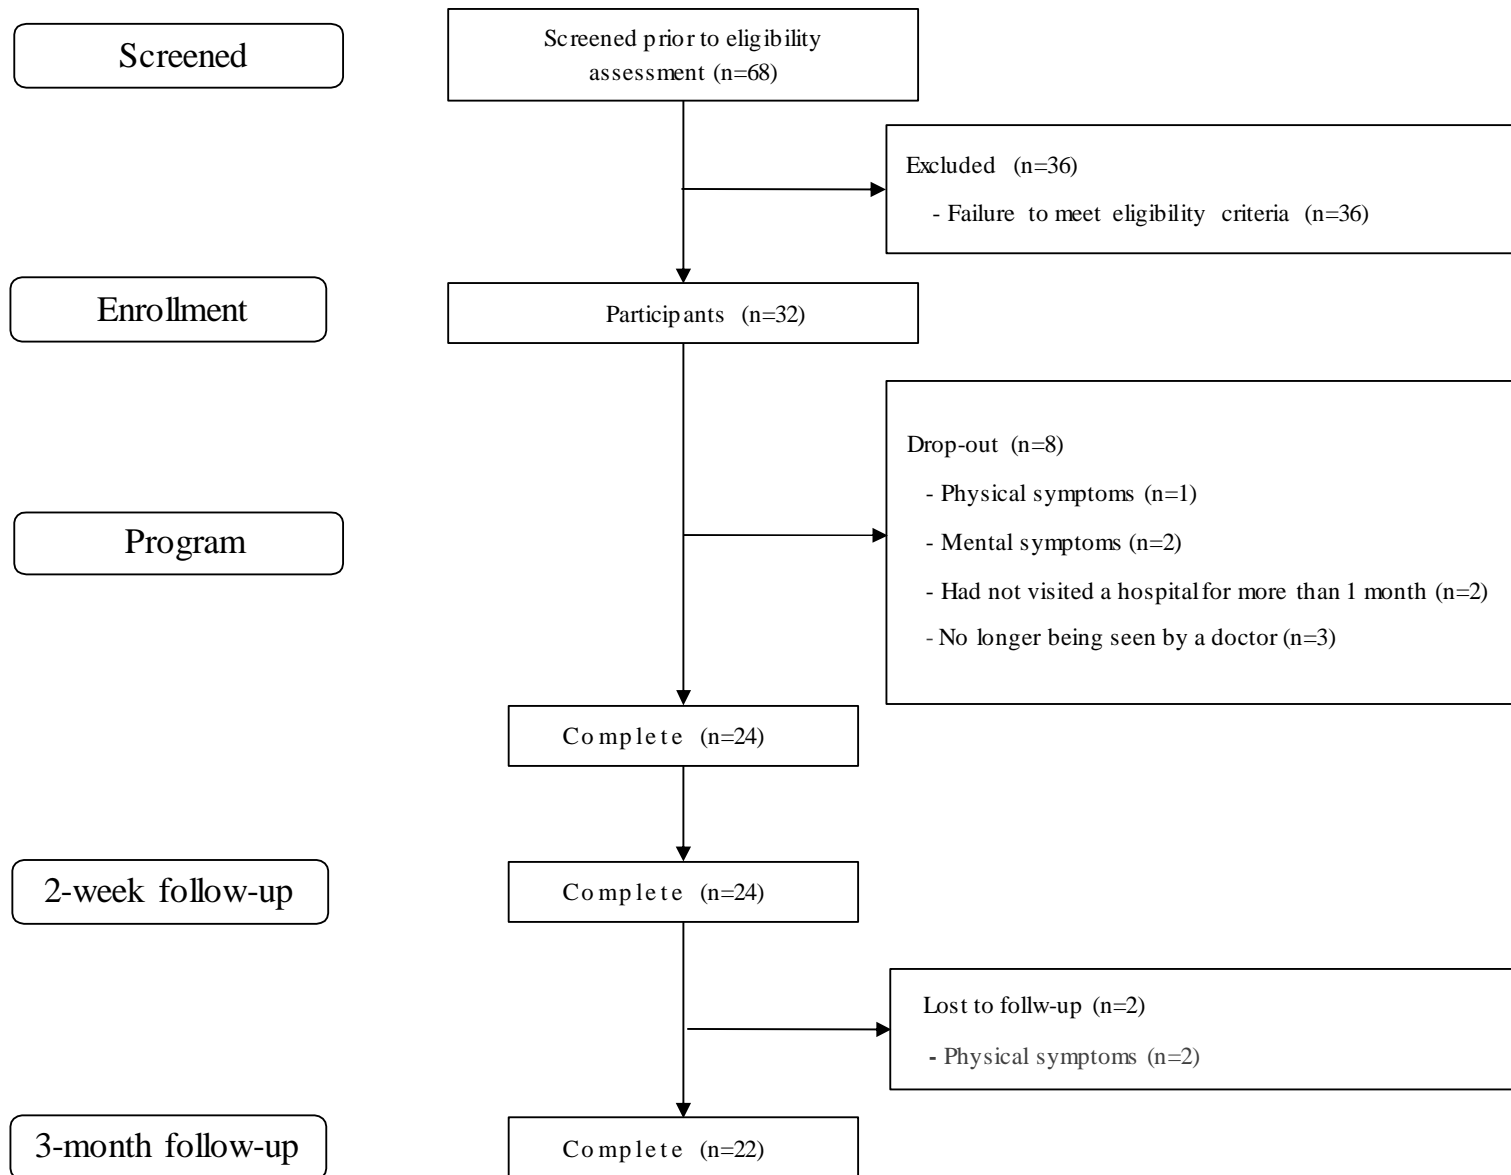 Screened
Screened prior to eligibility
assessment (n=68)
Excluded (n=36)
- Failure to meet eligibility criteria (n=36)
Enrollment
Participants (n=32)
Drop-out (n=8)
- Physical symptoms (n=1)
- Mental symptoms (n=2)
- Had not visited a hospital for more than 1 month (n=2)
- No longer being seen by a doctor (n=3)
Program
Complete (n=24)
2-week follow-up
Complete (n=24)
Lost to follw-up (n=2)
- Physical symptoms (n=2)
3-month follow-up
Complete (n=22)